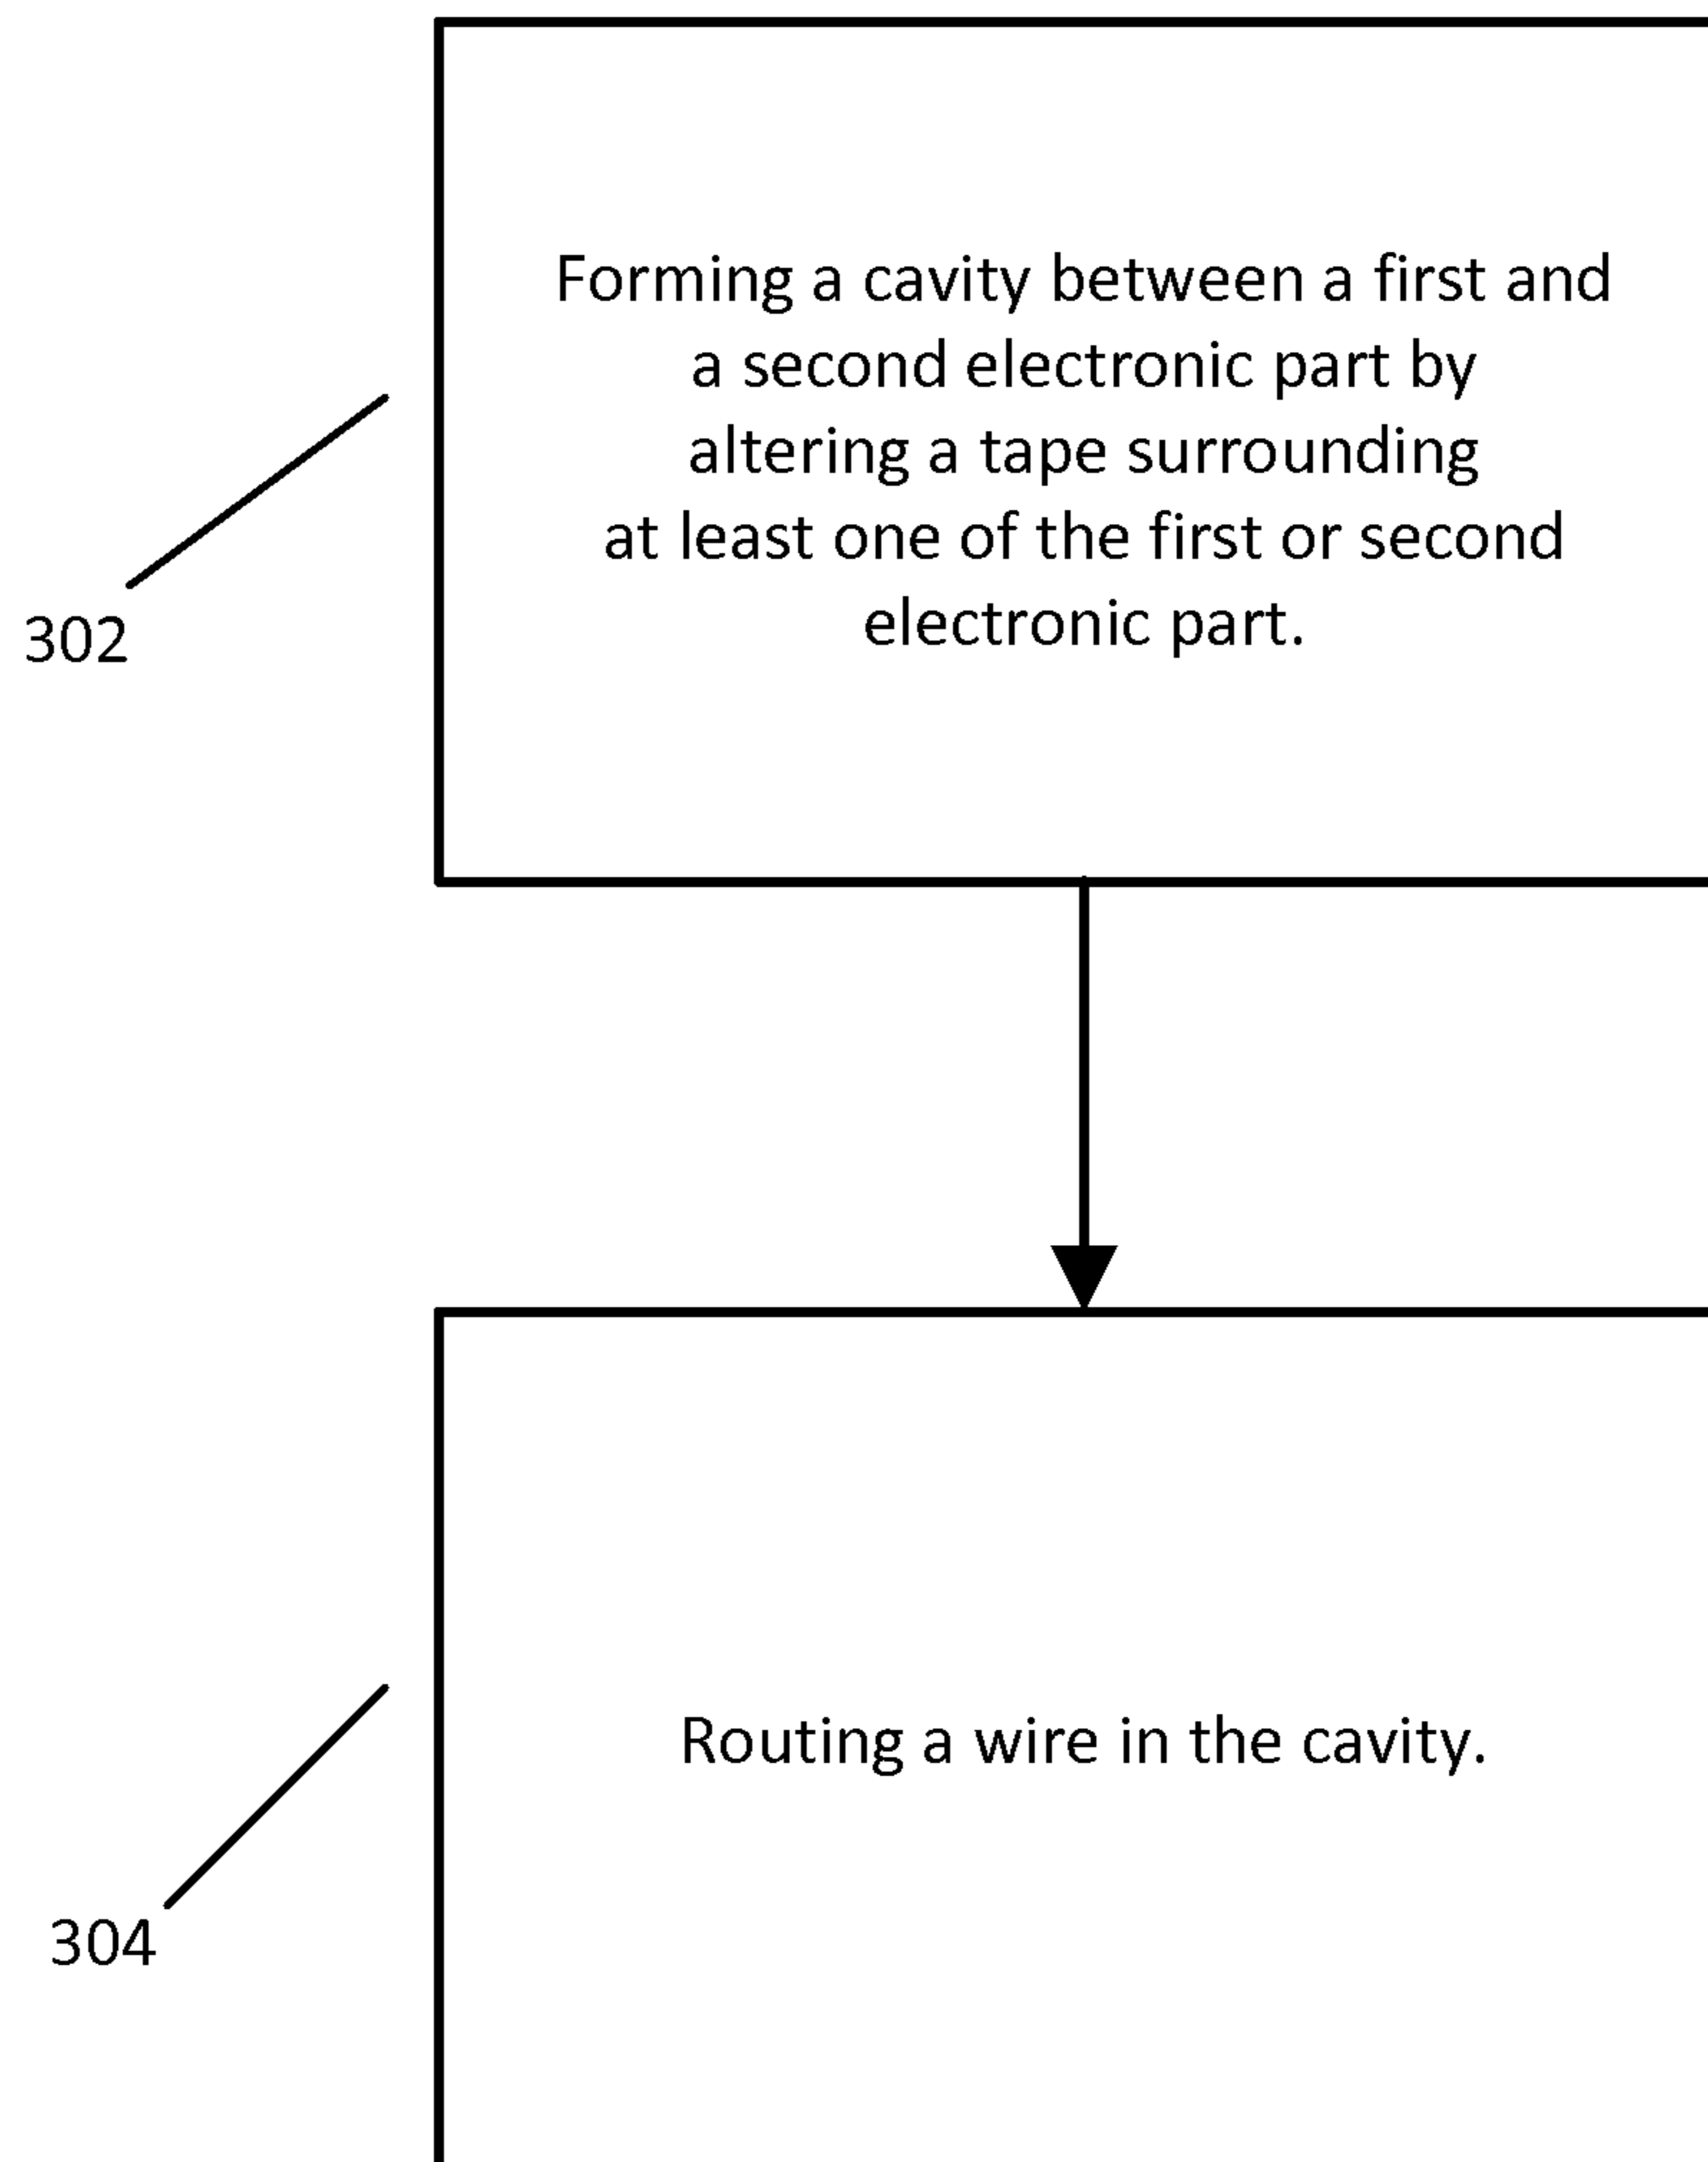 Forming a cavity between a first and
a second electronic part by
altering a tape surrounding
at least one of the first or second
electronic part.
302
Routing a wire in the cavity.
304